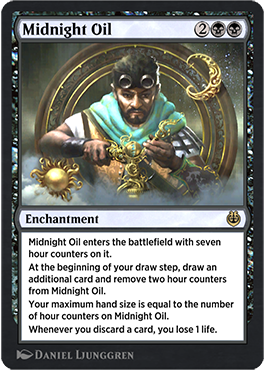 Midnight Oil 2
Enchantment
Midnight Oil enters the battlefield with seven
hour counters on it.
At the beginning of your draw step, draw an
additional card and remove two hour counters
from Midnight Oil.
Your maximum hand size is equal to the number
of hour counters on Midnight Oil.
Whenever you discard a card, you lose 1 life.
Daniel Ljunggren